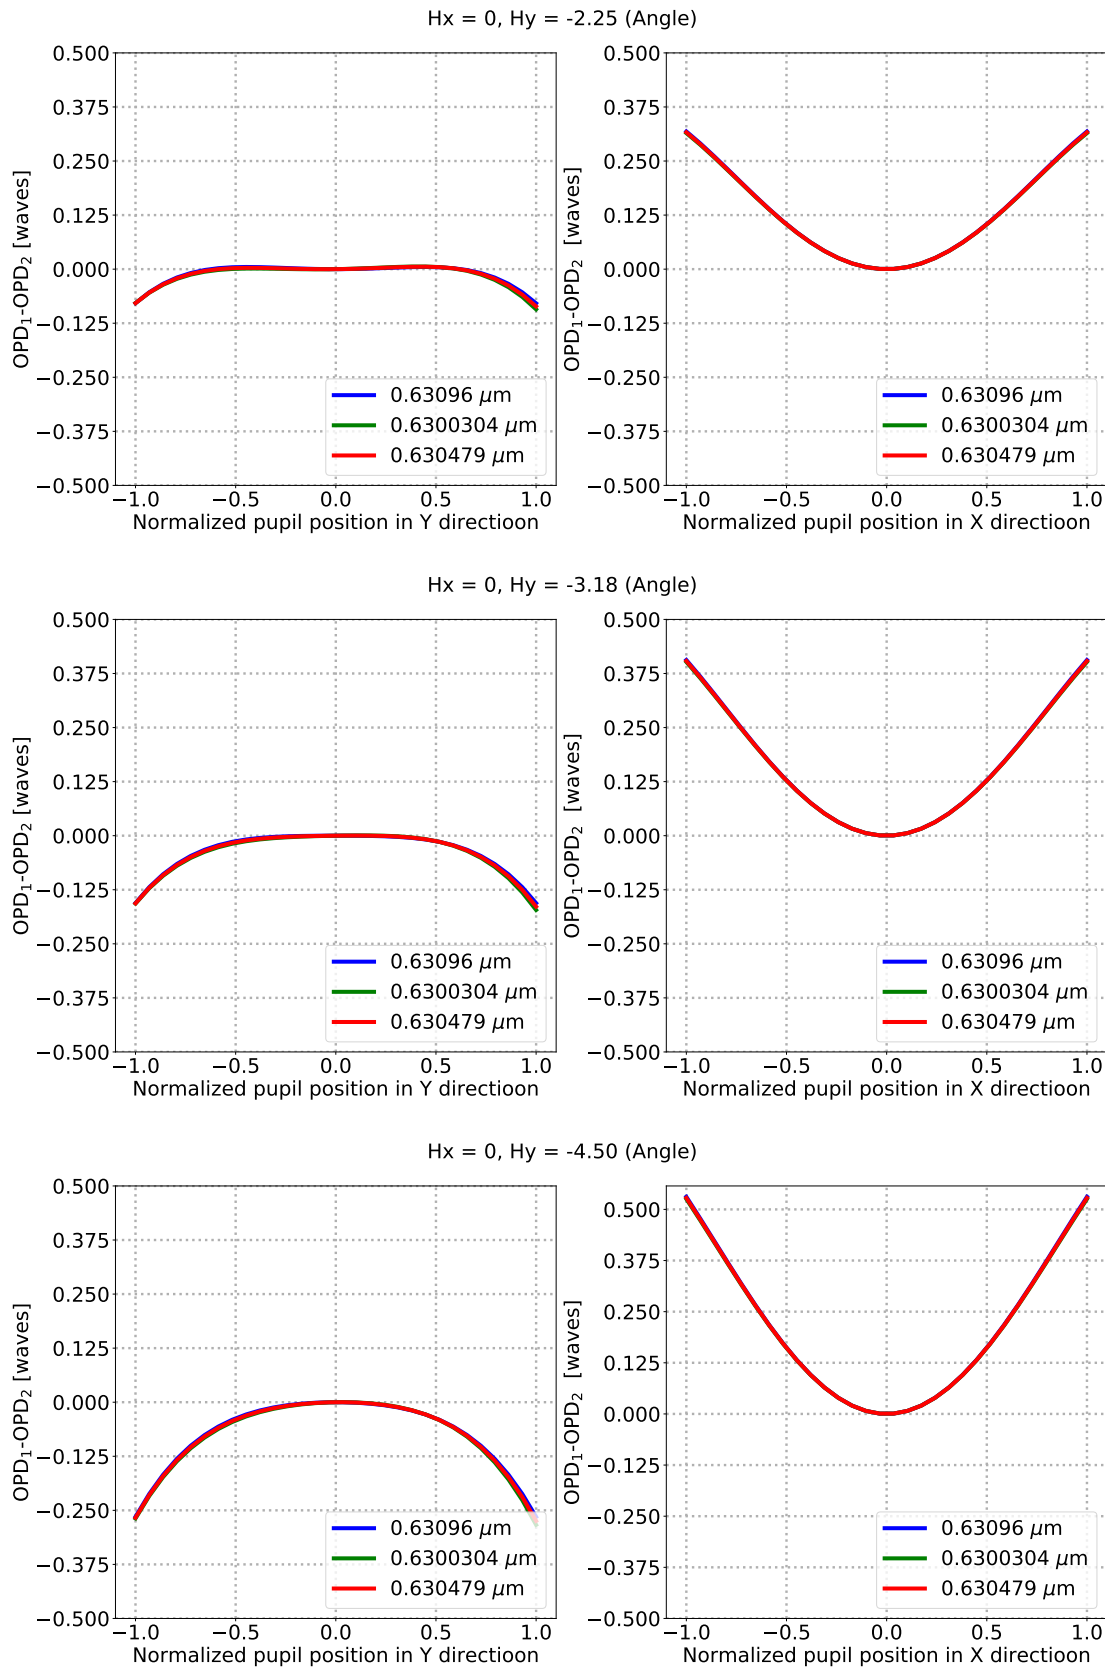 Hx = 0, Hy = -2.25 (Angle)
0.500
0.375
0.250
0.125
0.000
−0.125
−0.250
−0.375
−0.500
OPD₁-OPD₂ [waves]
0.63096 μm
0.6300304 μm
0.630479 μm
−1.0 −0.5 0.0 0.5 1.0
Normalized pupil position in Y directioon
0.500
0.375
0.250
0.125
0.000
−0.125
−0.250
−0.375
−0.500
OPD₁-OPD₂ [waves]
0.63096 μm
0.6300304 μm
0.630479 μm
−1.0 −0.5 0.0 0.5 1.0
Normalized pupil position in X directioon
Hx = 0, Hy = -3.18 (Angle)
0.500
0.375
0.250
0.125
0.000
−0.125
−0.250
−0.375
−0.500
OPD₁-OPD₂ [waves]
0.63096 μm
0.6300304 μm
0.630479 μm
−1.0 −0.5 0.0 0.5 1.0
Normalized pupil position in Y directioon
0.500
0.375
0.250
0.125
0.000
−0.125
−0.250
−0.375
−0.500
OPD₁-OPD₂ [waves]
0.63096 μm
0.6300304 μm
0.630479 μm
−1.0 −0.5 0.0 0.5 1.0
Normalized pupil position in X directioon
Hx = 0, Hy = -4.50 (Angle)
0.500
0.375
0.250
0.125
0.000
−0.125
−0.250
−0.375
−0.500
OPD₁-OPD₂ [waves]
0.63096 μm
0.6300304 μm
0.630479 μm
−1.0 −0.5 0.0 0.5 1.0
Normalized pupil position in Y directioon
0.500
0.375
0.250
0.125
0.000
−0.125
−0.250
−0.375
−0.500
OPD₁-OPD₂ [waves]
0.63096 μm
0.6300304 μm
0.630479 μm
−1.0 −0.5 0.0 0.5 1.0
Normalized pupil position in X directioon